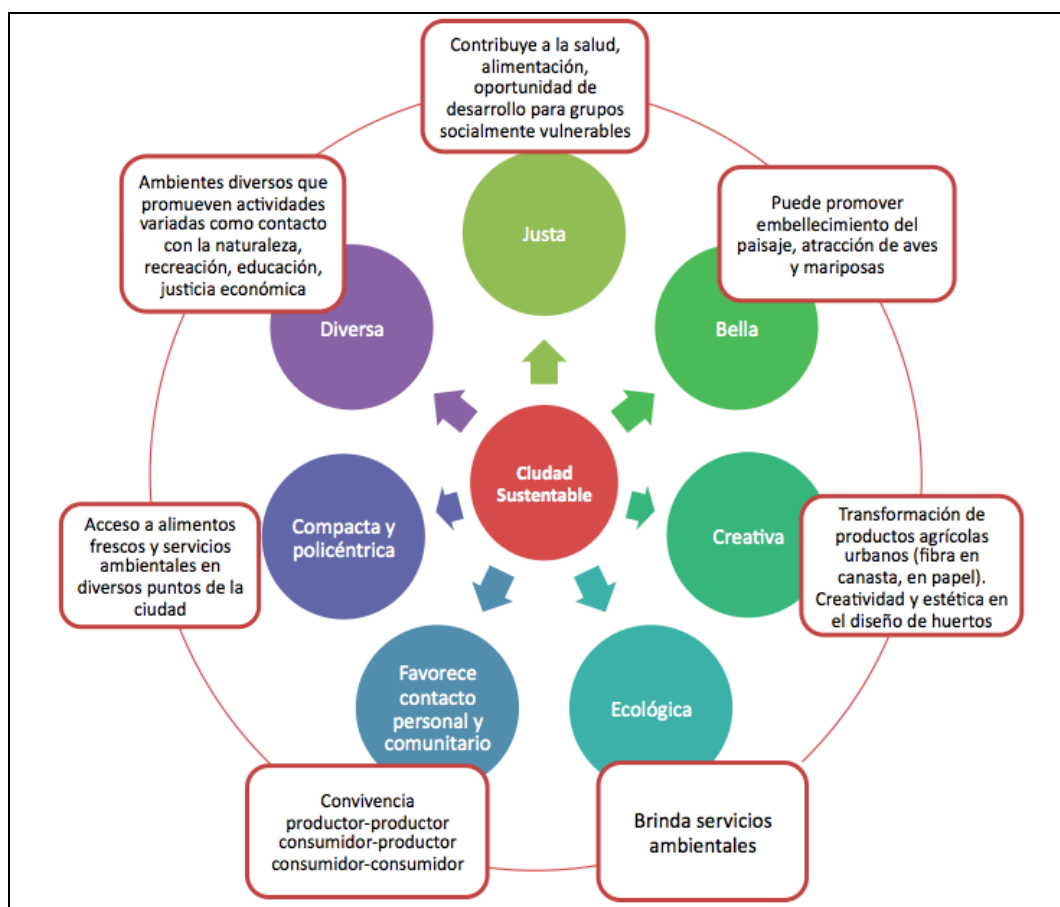 Contribuye a la salud,
alimentación,
oportunidad de
desarrollo para grupos
socialmente vulnerables
Justa
Puede promover
embellecimiento del
paisaje, atracción de aves
y mariposas
Bella
Transformación de
productos agrícolas
urbanos (fibra en
canasta, en papel).
Creatividad y estética en
el diseño de huertos
Creativa
Brinda servicios
ambientales
Ecológica
Convivencia
productor-productor
consumidor-productor
consumidor-consumidor
Favorece
contacto
personal y
comunitario
Acceso a alimentos
frescos y servicios
ambientales en
diversos puntos de la
ciudad
Compacta y
policéntrica
Ambientes diversos que
promueven actividades
variadas como contacto
con la naturaleza,
recreación, educación,
justicia económica
Diversa
Ciudad
Sustentable